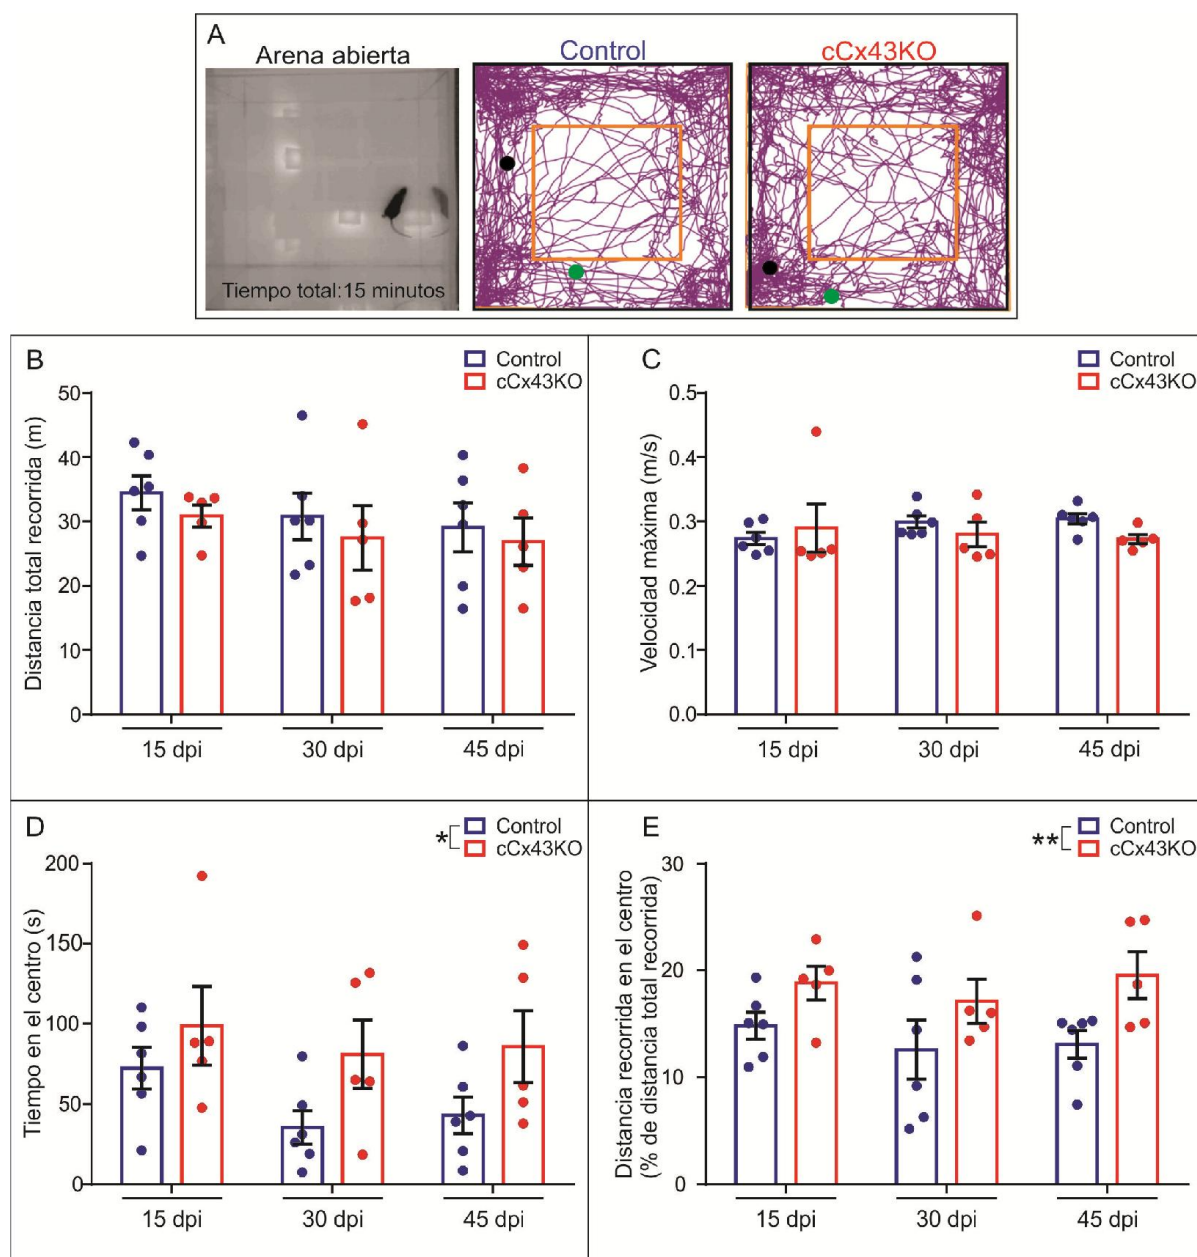 A
Arena abierta
Control
cCx43KO
Tiempo total:15 minutos
B
Control
cCx43KO
Distancia total recorrida (m)
50
40
30
20
10
0
15 dpi
30 dpi
45 dpi
C
Control
cCx43KO
Velocidad máxima (m/s)
0.5
0.4
0.3
0.2
0.1
0.0
15 dpi
30 dpi
45 dpi
D
*
Control
cCx43KO
Tiempo en el centro (s)
200
150
100
50
0
15 dpi
30 dpi
45 dpi
E
**
Control
cCx43KO
Distancia recorrida en el centro
(% de distancia total recorrida)
30
20
10
0
15 dpi
30 dpi
45 dpi